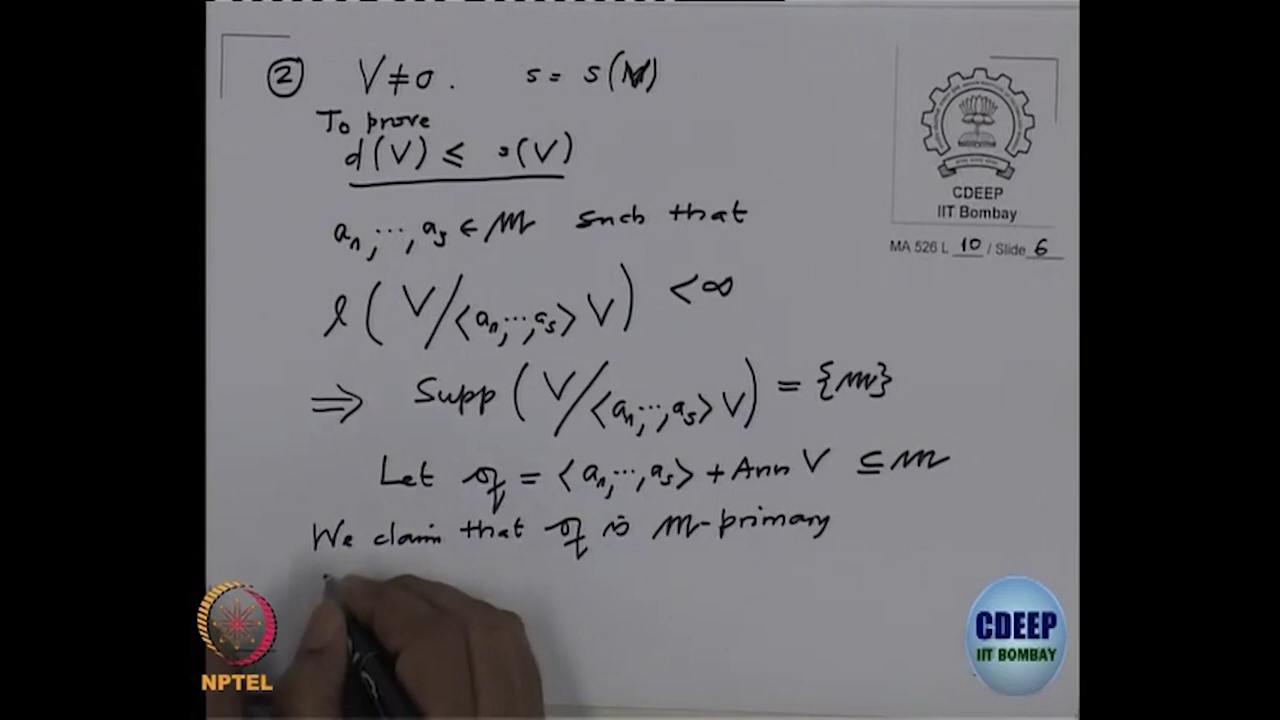 ② V ≠ 0 . s = s(V)
To prove
d(V) ≤ s(V)
a₁, ⋯, aₛ ∈ 𝔪 such that
ℓ ( V/<a₁, ⋯, aₛ> V ) < ∞
⇒ Supp ( V/<a₁, ⋯, aₛ> V ) = {𝔪}
Let 𝔮 = <a₁, ⋯, aₛ> + Ann V ⊆ 𝔪
We claim that 𝔮 is 𝔪-primary
CDEEP
IIT Bombay
MA 526 L 10 / Slide 6
NPTEL
CDEEP
IIT BOMBAY